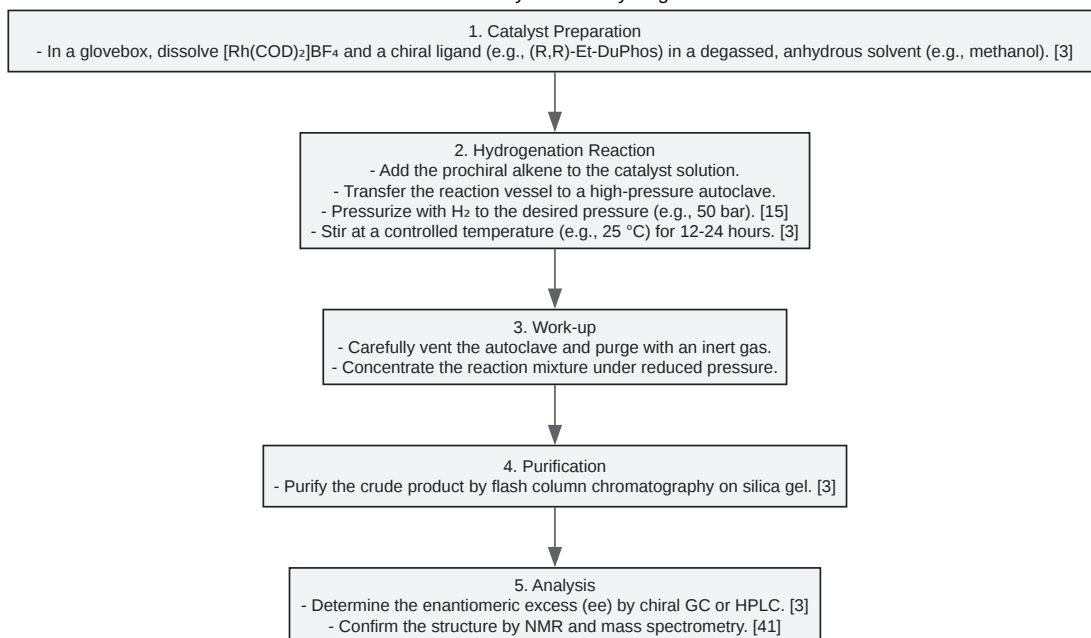 1. Catalyst Preparation
- In a glovebox, dissolve [Rh(COD)₂]BF₄ and a chiral ligand (e.g., (R,R)-Et-DuPhos) in a degassed, anhydrous solvent (e.g., methanol). [3]
2. Hydrogenation Reaction
- Add the prochiral alkene to the catalyst solution.
- Transfer the reaction vessel to a high-pressure autoclave.
- Pressurize with H₂ to the desired pressure (e.g., 50 bar). [15]
- Stir at a controlled temperature (e.g., 25 °C) for 12-24 hours. [3]
3. Work-up
- Carefully vent the autoclave and purge with an inert gas.
- Concentrate the reaction mixture under reduced pressure.
4. Purification
- Purify the crude product by flash column chromatography on silica gel. [3]
5. Analysis
- Determine the enantiomeric excess (ee) by chiral GC or HPLC. [3]
- Confirm the structure by NMR and mass spectrometry. [41]